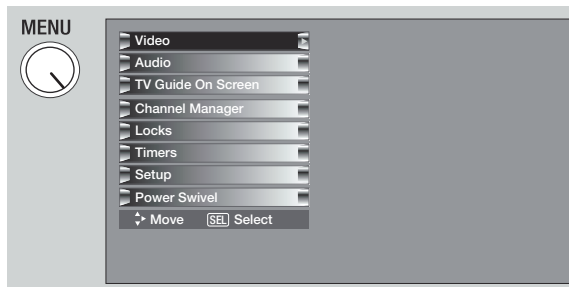 MENU
Video
Audio
TV Guide On Screen
Channel Manager
Locks
Timers
Setup
Power Swivel
Move SEL Select